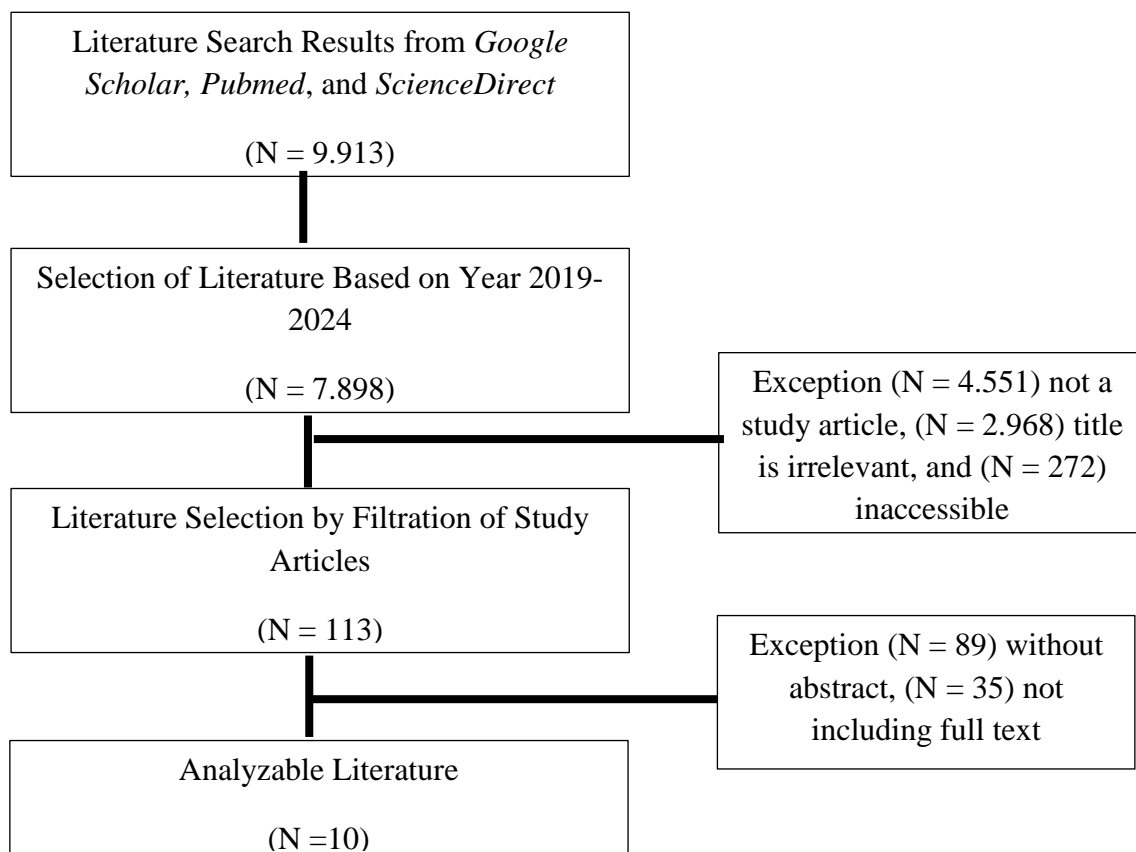 Literature Search Results from Google
Scholar, Pubmed, and ScienceDirect
(N = 9.913)
Selection of Literature Based on Year 2019-
2024
(N = 7.898)
Exception (N = 4.551) not a
study article, (N = 2.968) title
is irrelevant, and (N = 272)
inaccessible
Literature Selection by Filtration of Study
Articles
(N = 113)
Exception (N = 89) without
abstract, (N = 35) not
including full text
Analyzable Literature
(N =10)